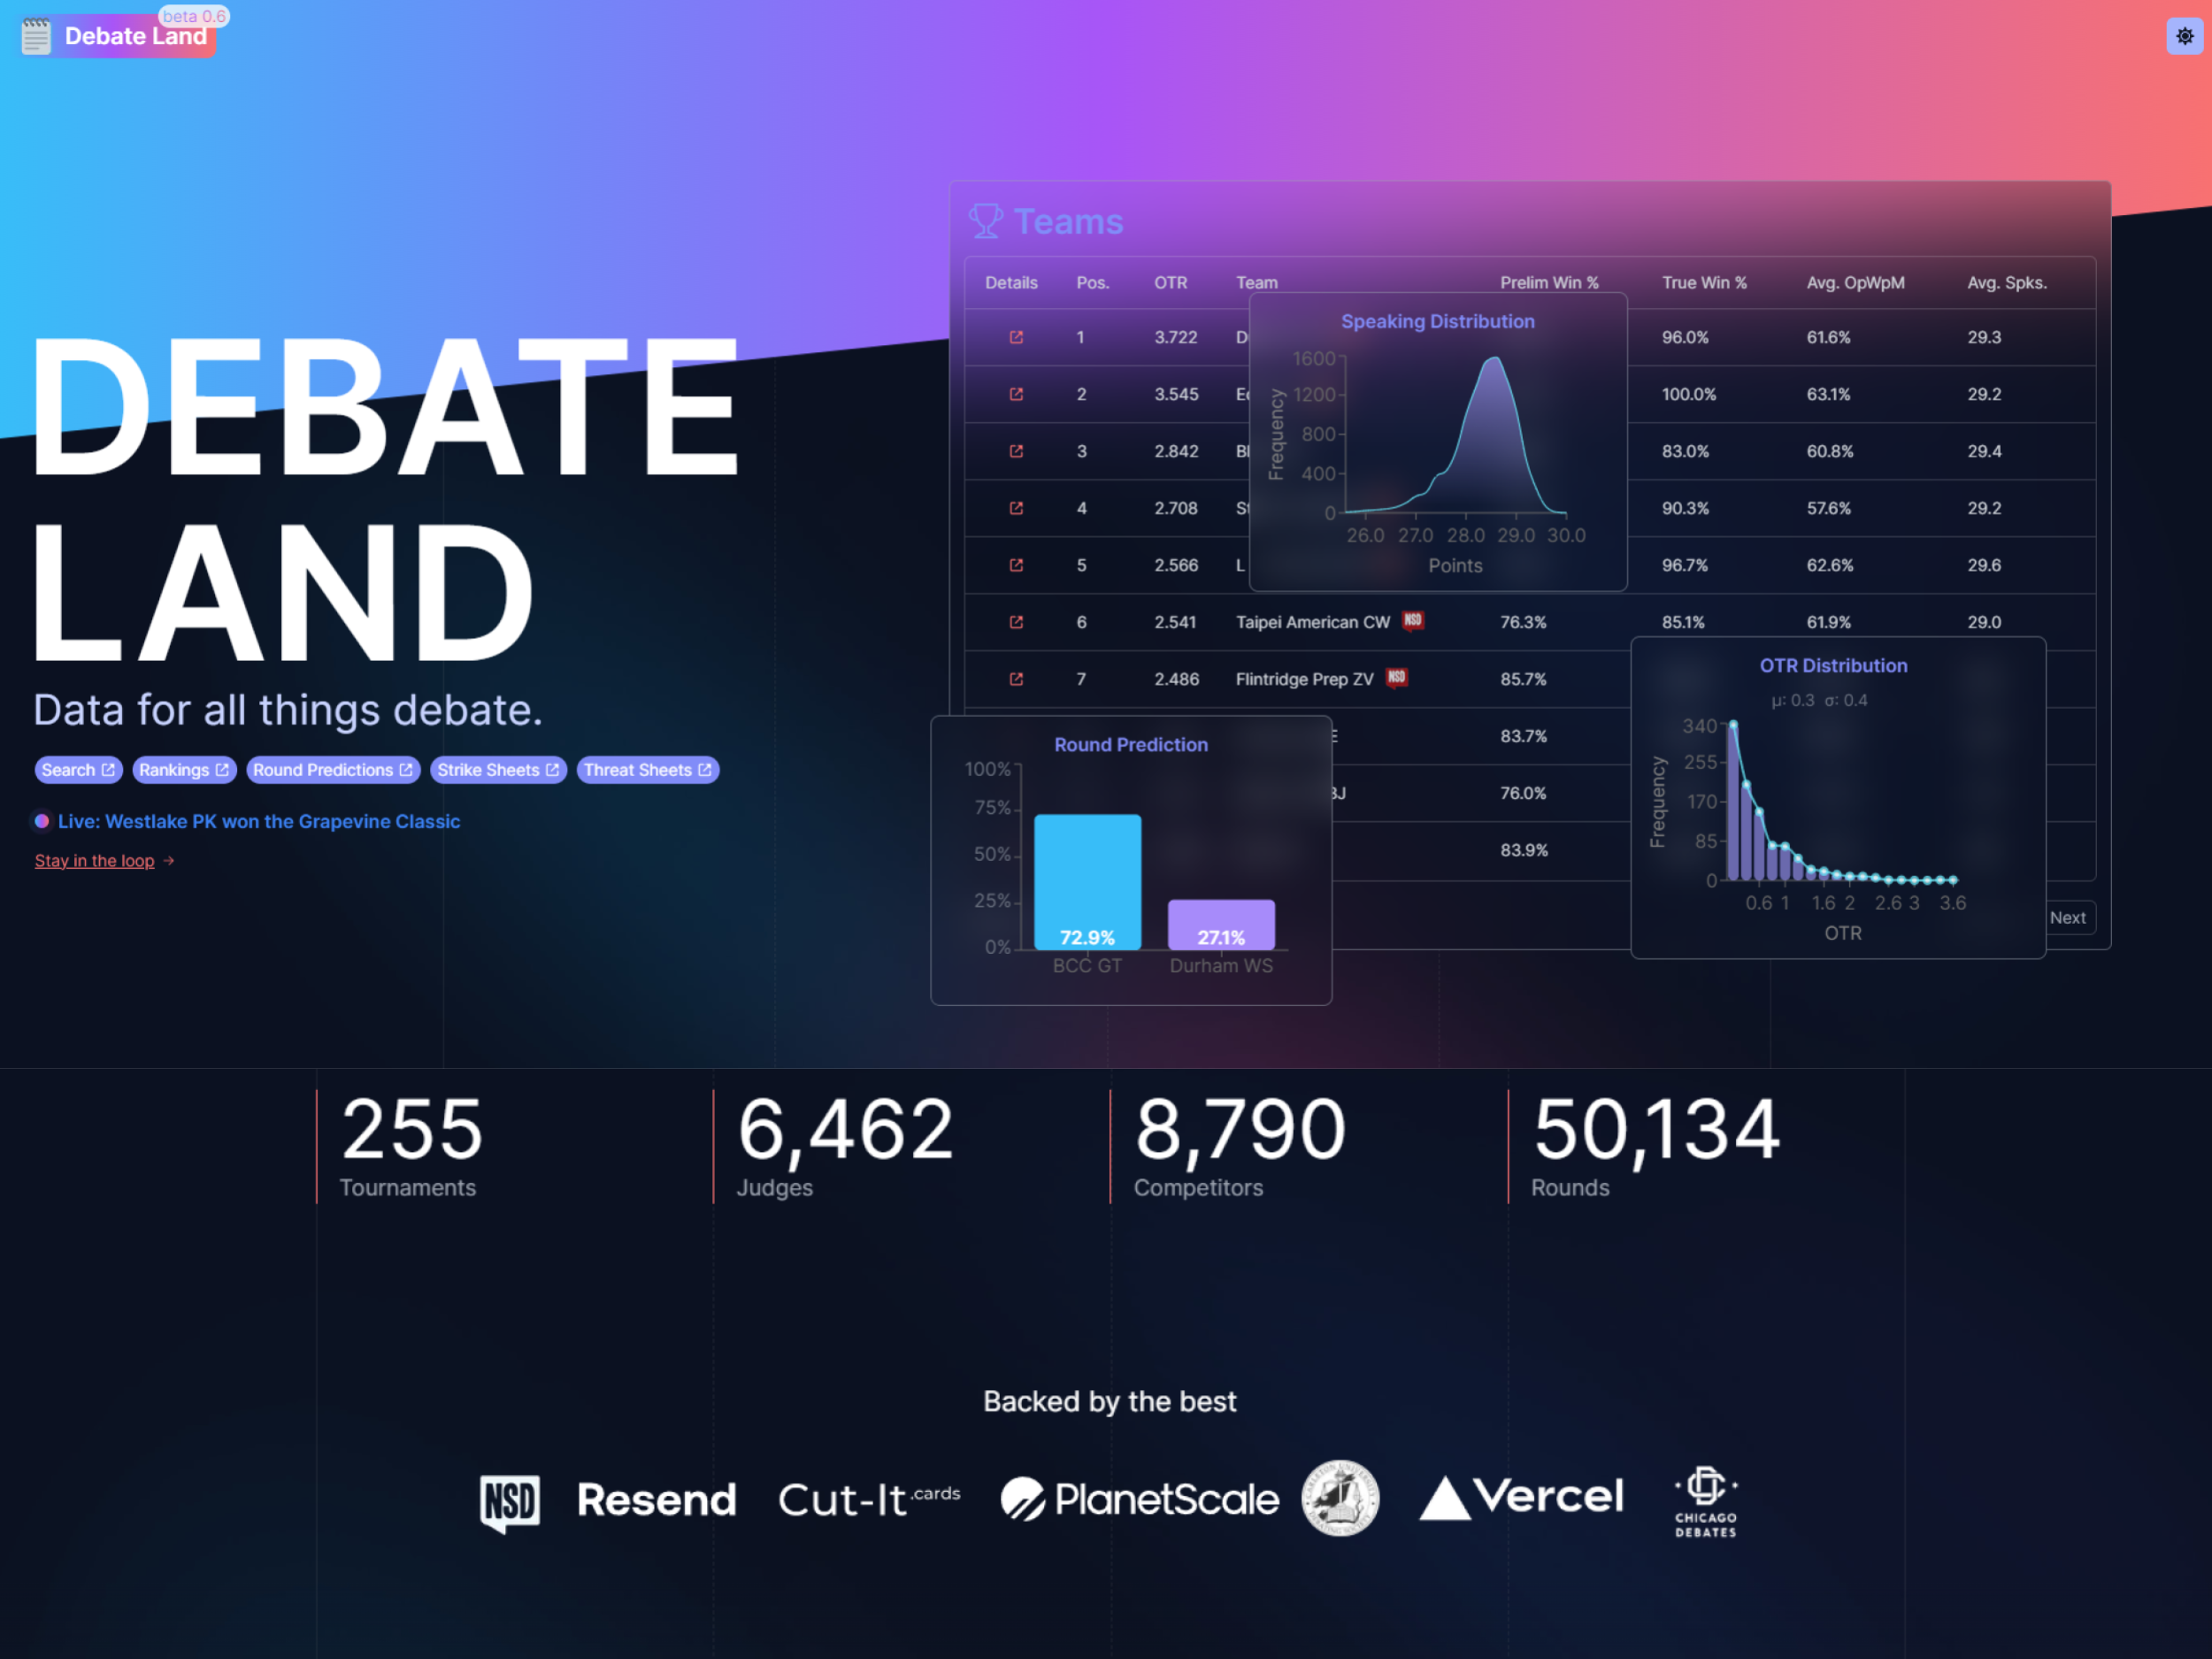 beta 0.6
Debate Land
DEBATE
LAND
Data for all things debate.
Search Rankings Round Predictions Strike Sheets Threat Sheets
Live: Westlake PK won the Grapevine Classic
Stay in the loop →
Teams
Details Pos. OTR Team Prelim Win % True Win % Avg. OpWpM Avg. Spks.
1 3.722 D 96.0% 61.6% 29.3
2 3.545 100.0% 63.1% 29.2
3 2.842 83.0% 60.8% 29.4
4 2.708 90.3% 57.6% 29.2
5 2.566 L 96.7% 62.6% 29.6
6 2.541 Taipei American CW NSD 76.3% 85.1% 61.9% 29.0
7 2.486 Flintridge Prep ZV NSD 85.7%
83.7%
76.0%
83.9%
Next
Speaking Distribution
Frequency
1600
1200
800
400
0
26.0 27.0 28.0 29.0 30.0
Points
Round Prediction
100%
75%
50%
25%
0%
72.9% 27.1%
BCC GT Durham WS
OTR Distribution
μ: 0.3 σ: 0.4
Frequency
340
255
170
85
0
0.6 1 1.6 2 2.6 3 3.6
OTR
255 6,462 8,790 50,134
Tournaments Judges Competitors Rounds
Backed by the best
NSD Resend Cut-It.cards PlanetScale Vercel
CHICAGO
DEBATES